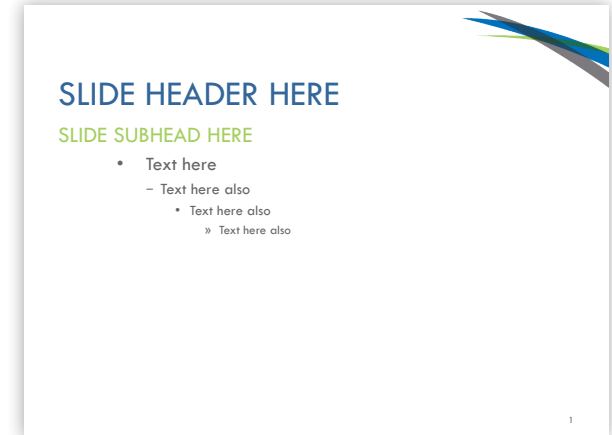 SLIDE HEADER HERE
SLIDE SUBHEAD HERE
• Text here
– Text here also
• Text here also
» Text here also
1